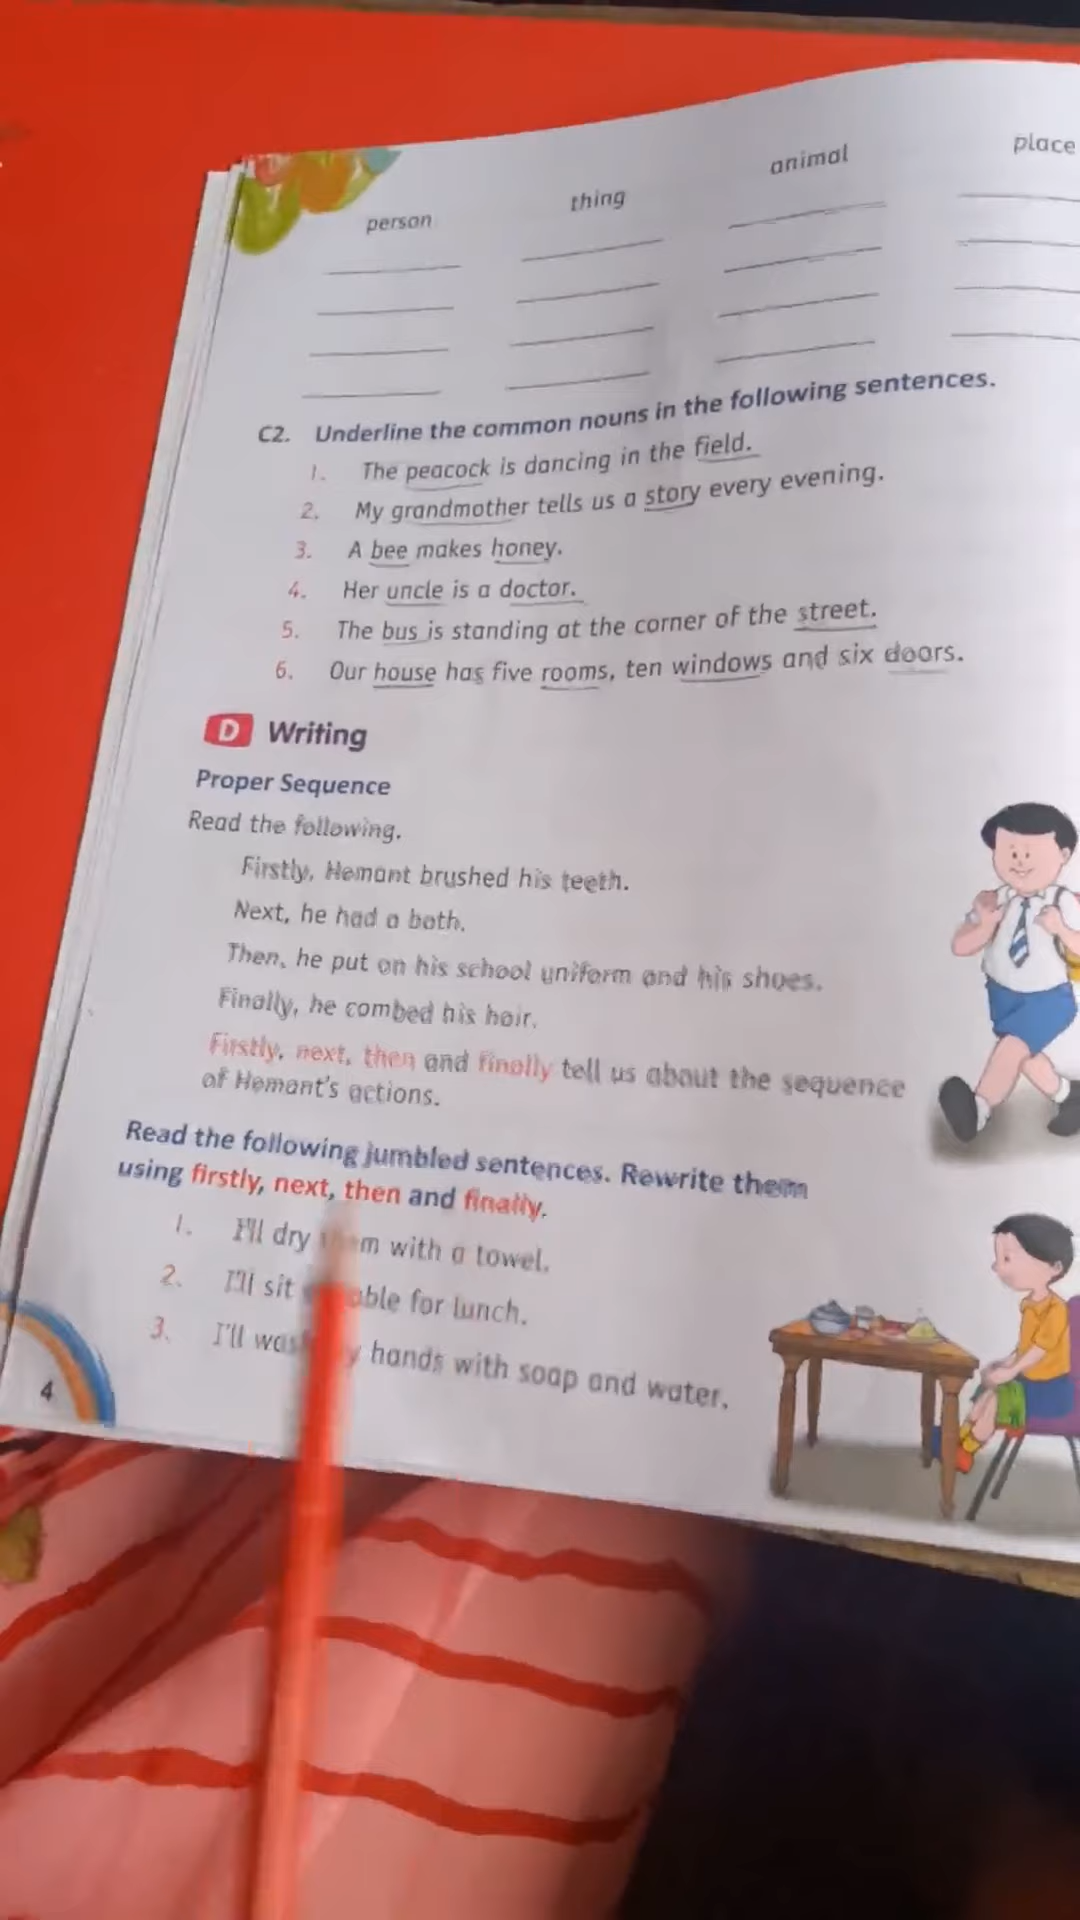 person thing animal place
C2. Underline the common nouns in the following sentences.
1. The peacock is dancing in the field.
2. My grandmother tells us a story every evening.
3. A bee makes honey.
4. Her uncle is a doctor.
5. The bus is standing at the corner of the street.
6. Our house has five rooms, ten windows and six doors.
D Writing
Proper Sequence
Read the following.
Firstly, Hemant brushed his teeth.
Next, he had a bath.
Then, he put on his school uniform and his shoes.
Finally, he combed his hair.
Firstly, next, then and finally tell us about the sequence
of Hemant's actions.
Read the following jumbled sentences. Rewrite them
using firstly, next, then and finally.
1. I'll dry with a towel.
2. I'll sit for lunch.
3. I'll hands with soap and water.
4